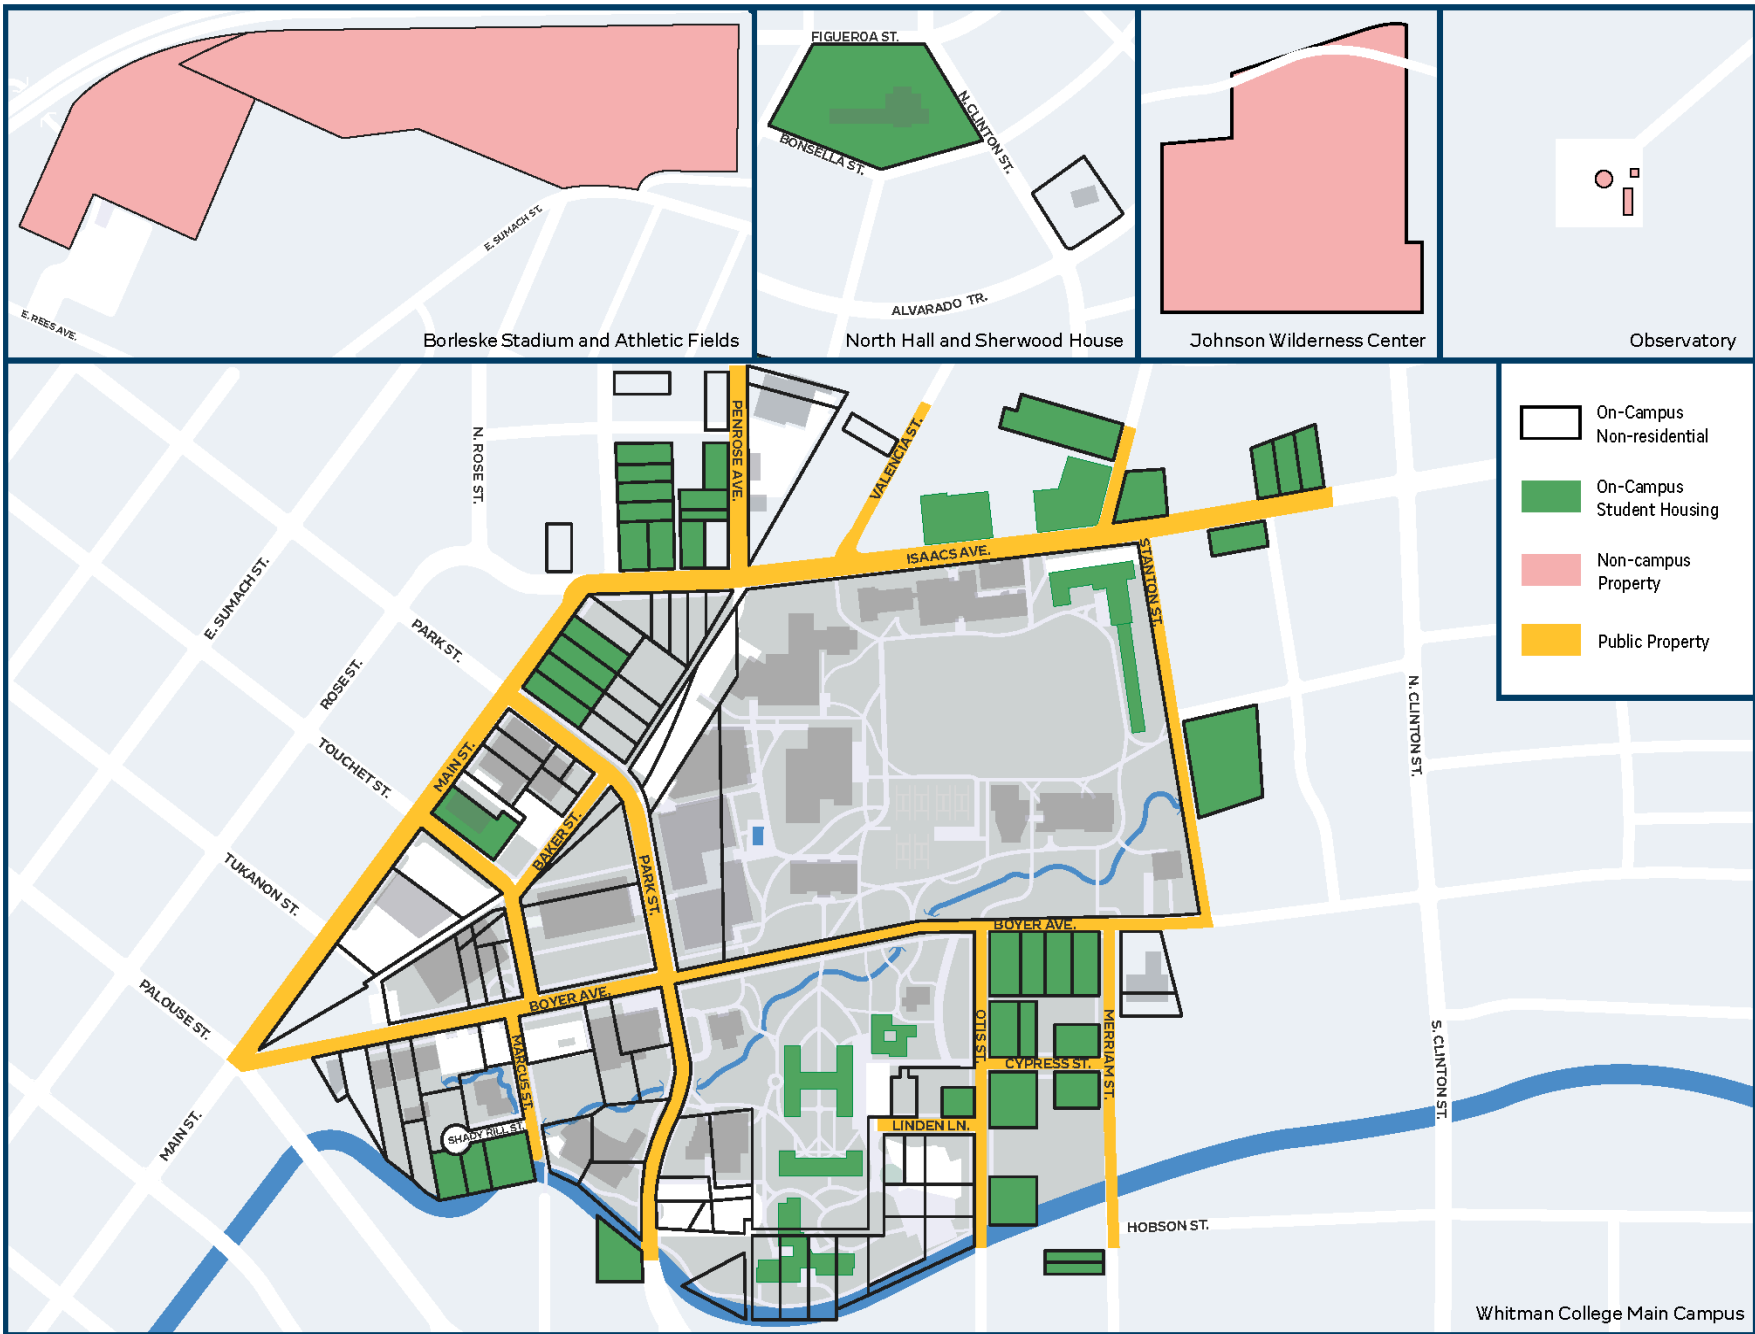 FIGUEROA ST.
N. CLINTON ST.
BONSELLA ST.
E. SUMACH ST.
ALVARADO TR.
E. REES AVE.
Borleske Stadium and Athletic Fields
North Hall and Sherwood House
Johnson Wilderness Center
Observatory
On-Campus
Non-residential
On-Campus
Student Housing
Non-campus
Property
Public Property
PENROSE AVE.
N. ROSE ST.
VALENCIA ST.
ISAACS AVE.
STANTON ST.
E. SUMACH ST.
PARK ST.
ROSE ST.
N. CLINTON ST.
TOUCHET ST.
MAIN ST.
BAKER ST.
PARK ST.
TUKANON ST.
BOYER AVE.
PALOUSE ST.
BOYER AVE.
MARCUS ST.
OTIS ST.
MERRIAM ST.
CYPRESS ST.
S. CLINTON ST.
MAIN ST.
SHADY RILL ST.
LINDEN LN.
HOBSON ST.
Whitman College Main Campus